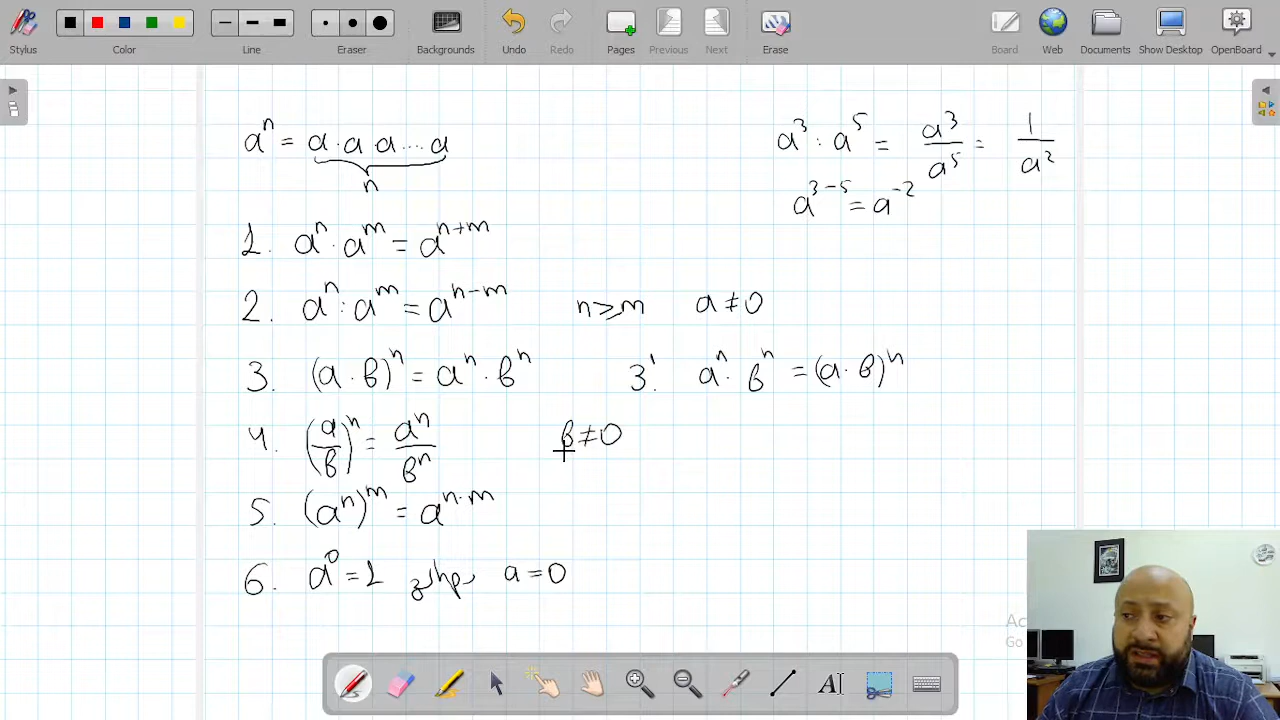 Stylus Color Line Eraser Backgrounds Undo Redo Pages Previous Next Erase Board Web Documents Show Desktop OpenBoard
aⁿ = a · a a ... a
n
a³ : a⁵ = a³/a⁵ = 1/a²
a³⁻⁵ = a⁻²
1. aⁿ · aᵐ = aⁿ⁺ᵐ
2. aⁿ : aᵐ = aⁿ⁻ᵐ n>m a ≠ 0
3. (a · b)ⁿ = aⁿ · bⁿ 3'. aⁿ · bⁿ = (a · b)ⁿ
4. (a/b)ⁿ = aⁿ/bⁿ b ≠ 0
5. (aⁿ)ᵐ = aⁿ·ᵐ
6. a⁰ = 1 a = 0
Ac
Go